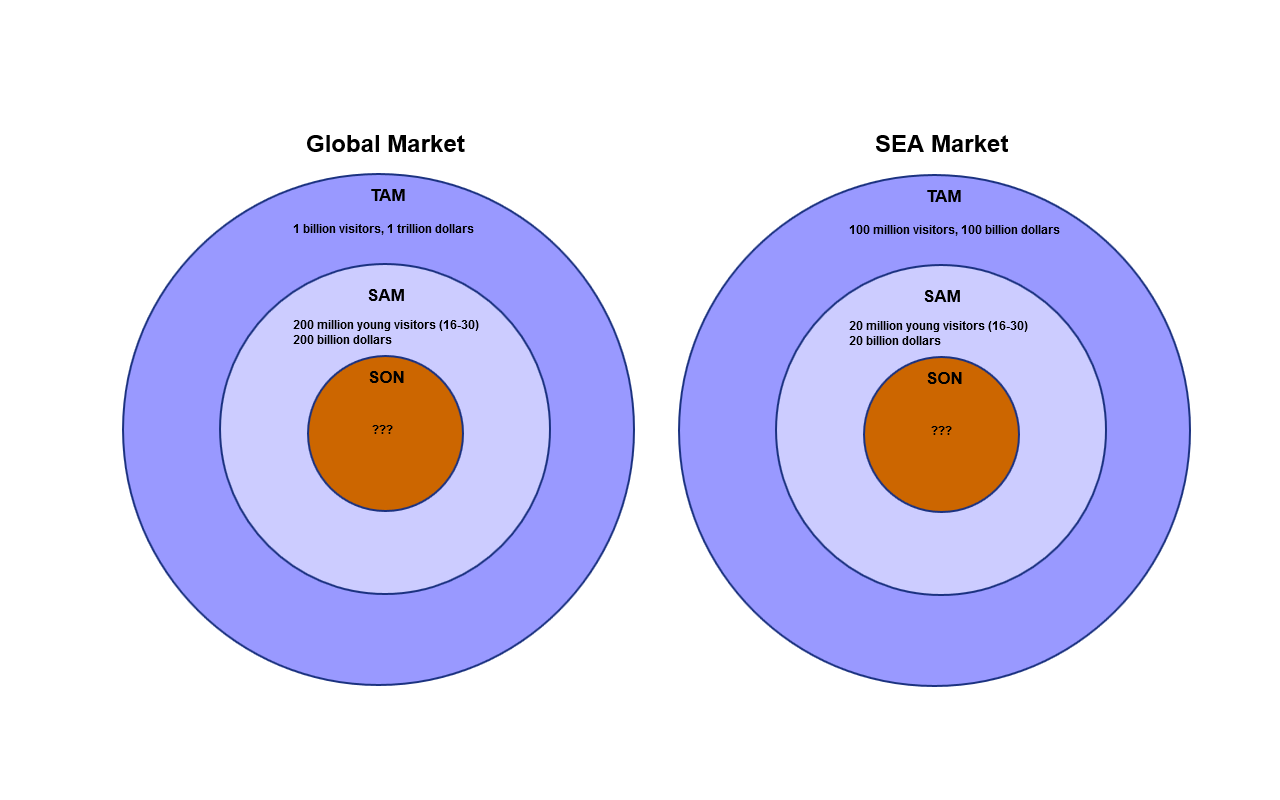 Global Market
TAM
1 billion visitors, 1 trillion dollars
SAM
200 million young visitors (16-30)
200 billion dollars
SON
???
SEA Market
TAM
100 million visitors, 100 billion dollars
SAM
20 million young visitors (16-30)
20 billion dollars
SON
???